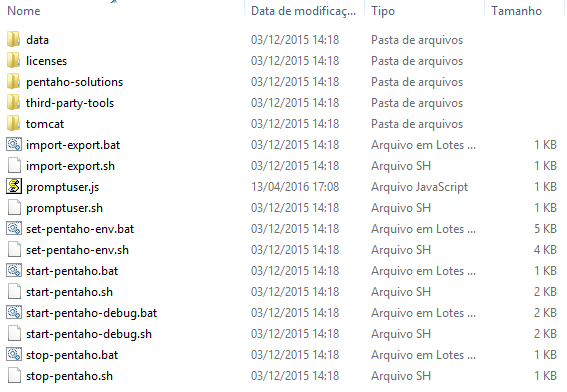 Nome Data de modificaç... Tipo Tamanho
data 03/12/2015 14:18 Pasta de arquivos
licenses 03/12/2015 14:18 Pasta de arquivos
pentaho-solutions 03/12/2015 14:18 Pasta de arquivos
third-party-tools 03/12/2015 14:18 Pasta de arquivos
tomcat 03/12/2015 14:18 Pasta de arquivos
import-export.bat 03/12/2015 14:18 Arquivo em Lotes ... 1 KB
import-export.sh 03/12/2015 14:18 Arquivo SH 1 KB
promptuser.js 13/04/2016 17:08 Arquivo JavaScript 1 KB
promptuser.sh 03/12/2015 14:18 Arquivo SH 1 KB
set-pentaho-env.bat 03/12/2015 14:18 Arquivo em Lotes ... 5 KB
set-pentaho-env.sh 03/12/2015 14:18 Arquivo SH 4 KB
start-pentaho.bat 03/12/2015 14:18 Arquivo em Lotes ... 1 KB
start-pentaho.sh 03/12/2015 14:18 Arquivo SH 2 KB
start-pentaho-debug.bat 03/12/2015 14:18 Arquivo em Lotes ... 2 KB
start-pentaho-debug.sh 03/12/2015 14:18 Arquivo SH 2 KB
stop-pentaho.bat 03/12/2015 14:18 Arquivo em Lotes ... 1 KB
stop-pentaho.sh 03/12/2015 14:18 Arquivo SH 1 KB